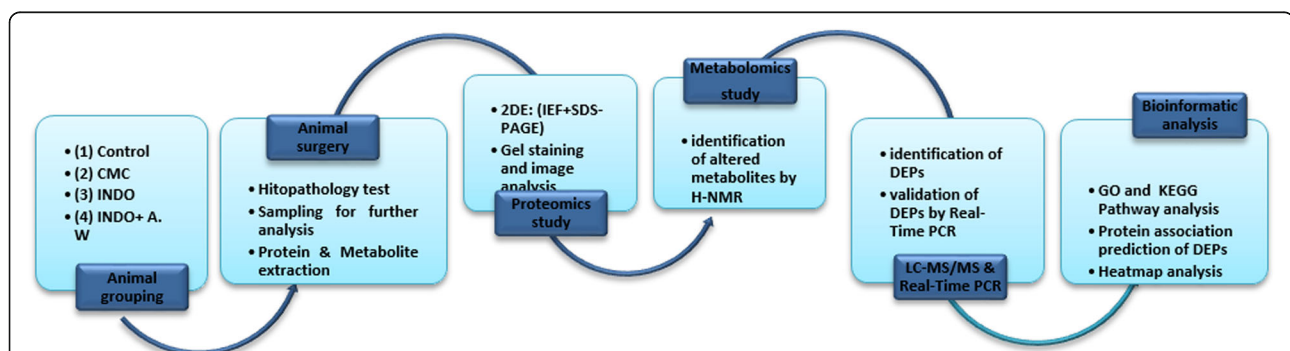 • (1) Control
• (2) CMC
• (3) INDO
• (4) INDO+ A.
W
Animal
grouping
Animal
surgery
• Hitopathology test
• Sampling for further
analysis
• Protein & Metabolite
extraction
• 2DE: (IEF+SDS-
PAGE)
• Gel staining
and image
analysis
Proteomics
study
Metabolomics
study
• identification
of altered
metabolites by
H-NMR
• identification of
DEPs
• validation of
DEPs by Real-
Time PCR
LC-MS/MS &
Real-Time PCR
Bioinformatic
analysis
• GO and KEGG
Pathway analysis
• Protein association
prediction of DEPs
• Heatmap analysis